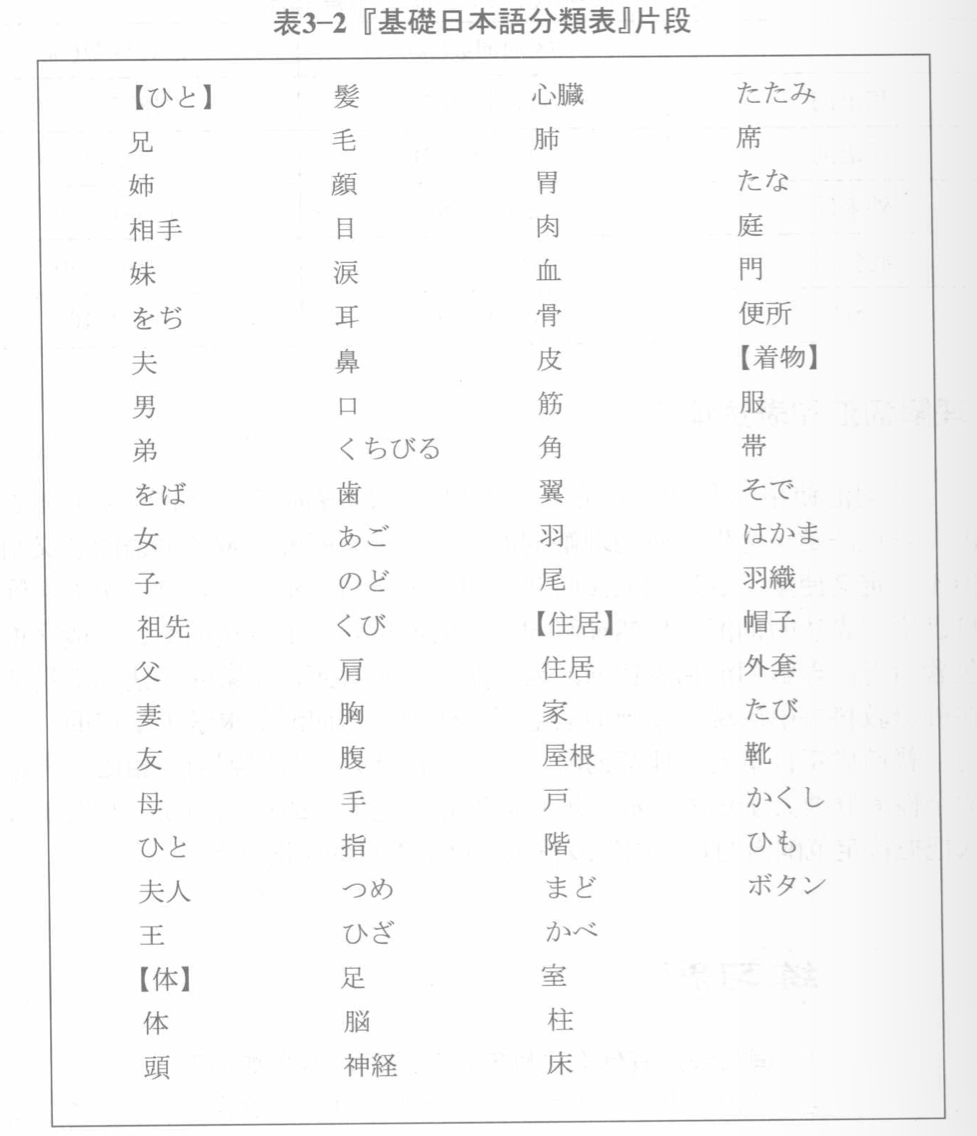 表3-2『基礎日本語分類表』片段
【ひと】
兄
姉
相手
妹
をぢ
夫
男
弟
をば
女
子
祖先
父
妻
友
母
ひと
夫人
王
【体】
体
頭
髪
毛
顔
目
涙
耳
鼻
口
くちびる
歯
あご
のど
くび
肩
胸
腹
手
指
つめ
ひざ
足
脳
神経
心臓
肺
胃
肉
血
骨
皮
筋
角
翼
羽
尾
【住居】
住居
家
屋根
戸
階
まど
かべ
室
柱
床
たたみ
席
たな
庭
門
便所
【着物】
服
帯
そで
はかま
羽織
帽子
外套
たび
靴
かくし
ひも
ボタン